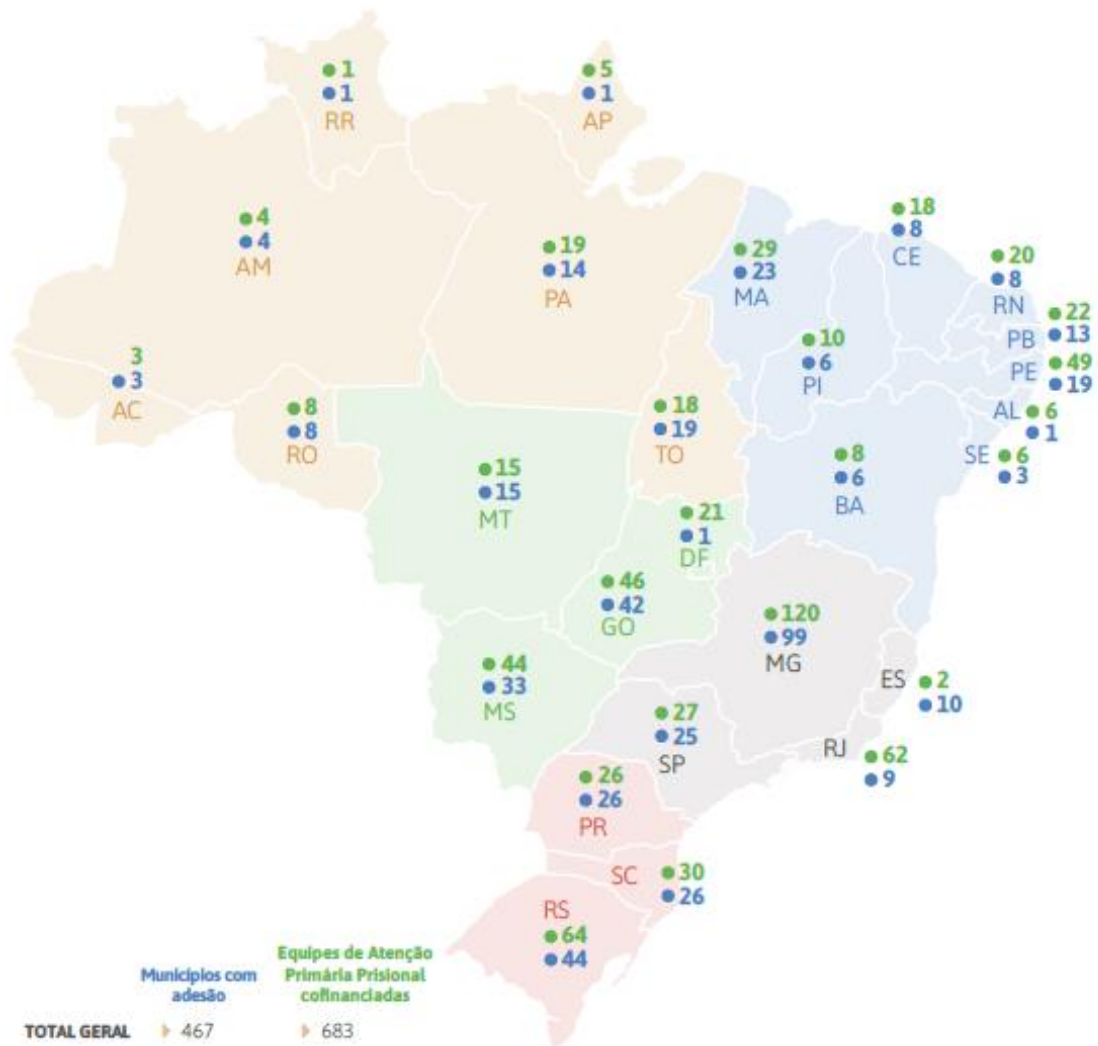 1
1
RR
5
1
AP
4
4
AM
19
14
PA
29
23
MA
18
8
CE
20
8
RN
22
PB 13
49
PE 19
10
6
PI
3
3
AC
8
8
RO
18
19
TO
AL 6
1
SE 6
3
8
6
BA
15
15
MT
21
1
DF
46
42
GO
120
99
MG
44
33
MS
ES 2
10
27
25
SP
RJ 62
9
26
26
PR
SC 30
26
RS
64
44
Municípios com
adesão
Equipes de Atenção
Primária Prisional
cofinanciadas
TOTAL GERAL 467 683